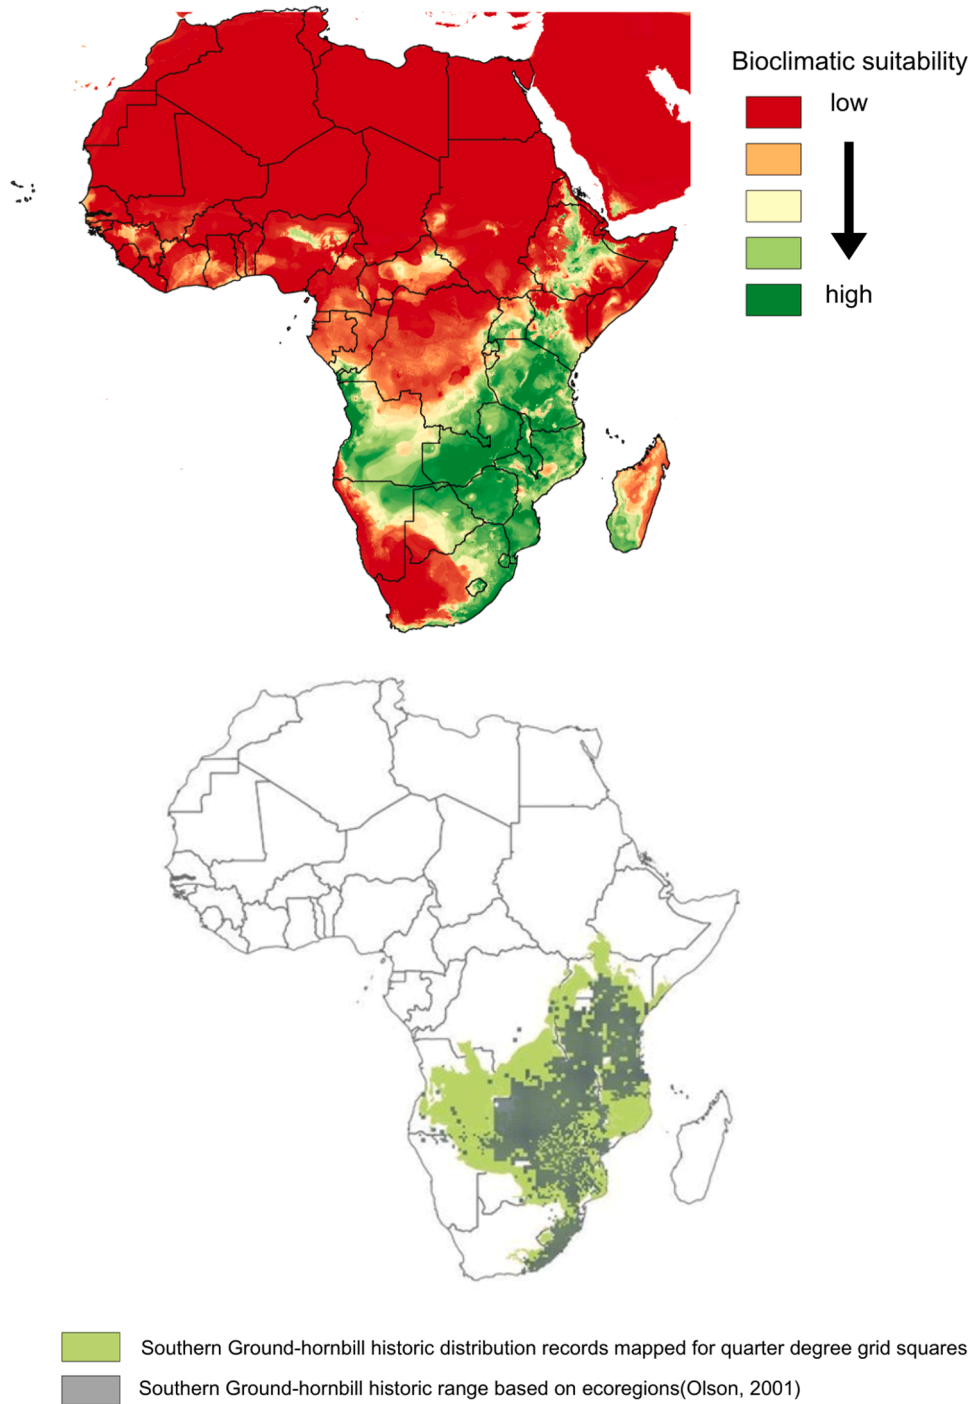 Bioclimatic suitability
low
high
Southern Ground-hornbill historic distribution records mapped for quarter degree grid squares
Southern Ground-hornbill historic range based on ecoregions(Olson, 2001)